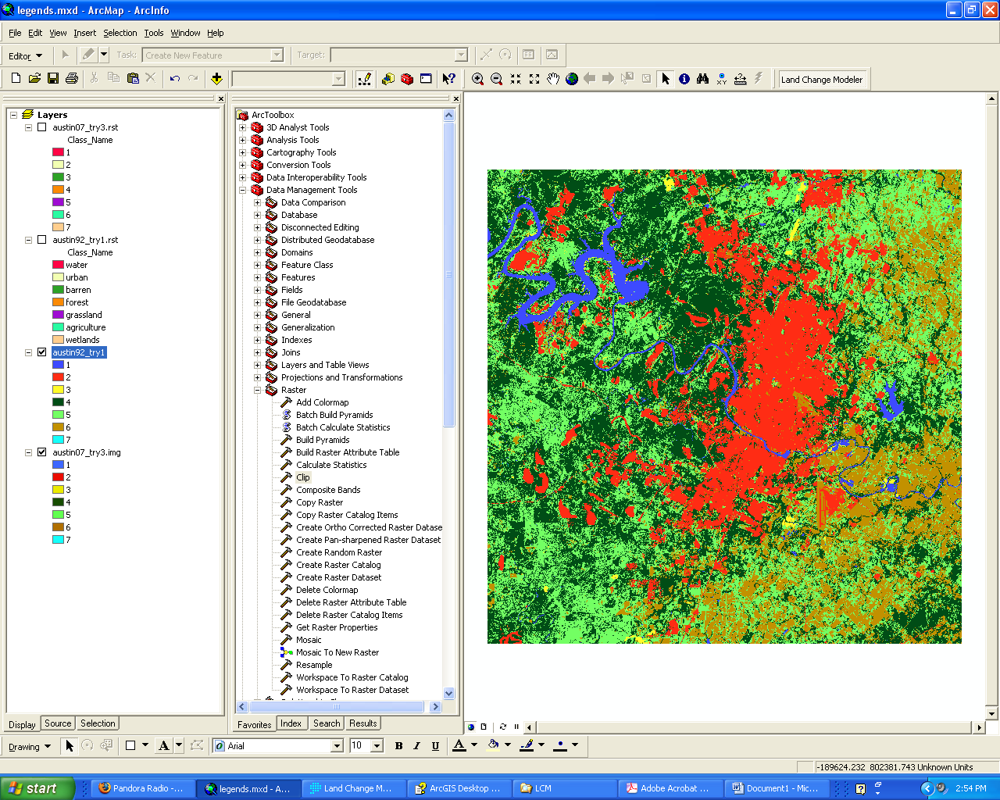 legends.mxd - ArcMap - ArcInfo
File Edit View Insert Selection Tools Window Help
Editor Task: Create New Feature Target:
Land Change Modeler
Layers
austin07_try3.rst
Class_Name
1
2
3
4
5
6
7
austin92_try1.rst
Class_Name
water
urban
barren
forest
grassland
agriculture
wetlands
austin92_try1
1
2
3
4
5
6
7
austin07_try3.img
1
2
3
4
5
6
7
Display Source Selection
ArcToolbox
3D Analyst Tools
Analysis Tools
Cartography Tools
Conversion Tools
Data Interoperability Tools
Data Management Tools
Data Comparison
Database
Disconnected Editing
Distributed Geodatabase
Domains
Feature Class
Features
Fields
File Geodatabase
General
Generalization
Indexes
Joins
Layers and Table Views
Projections and Transformations
Raster
Add Colormap
Batch Build Pyramids
Batch Calculate Statistics
Build Pyramids
Build Raster Attribute Table
Calculate Statistics
Clip
Composite Bands
Copy Raster
Copy Raster Catalog Items
Create Ortho Corrected Raster Datase
Create Pan-sharpened Raster Dataset
Create Random Raster
Create Raster Catalog
Create Raster Dataset
Delete Colormap
Delete Raster Attribute Table
Delete Raster Catalog Items
Get Raster Properties
Mosaic
Mosaic To New Raster
Resample
Workspace To Raster Catalog
Workspace To Raster Dataset
Favorites Index Search Results
Drawing A Arial 10 B I U A
-189624.232 802381.743 Unknown Units
start Pandora Radio -... legends.mxd - A... Land Change M... ArcGIS Desktop ... LCM Adobe Acrobat ... Document1 - Mic... 2:54 PM